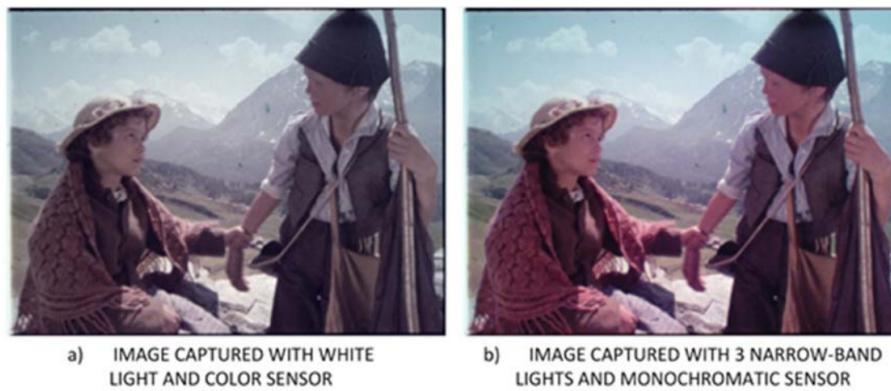 a) IMAGE CAPTURED WITH WHITE
LIGHT AND COLOR SENSOR
b) IMAGE CAPTURED WITH 3 NARROW-BAND
LIGHTS AND MONOCHROMATIC SENSOR